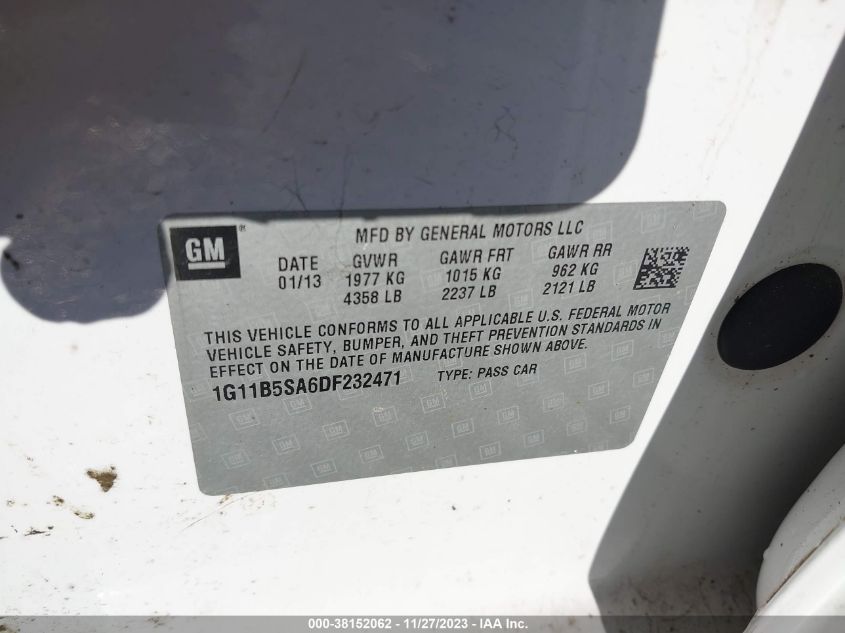 GM ®
MFD BY GENERAL MOTORS LLC
DATE GVWR GAWR FRT GAWR RR
01/13 1977 KG 1015 KG 962 KG
4358 LB 2237 LB 2121 LB
THIS VEHICLE CONFORMS TO ALL APPLICABLE U.S. FEDERAL MOTOR
VEHICLE SAFETY, BUMPER, AND THEFT PREVENTION STANDARDS IN
EFFECT ON THE DATE OF MANUFACTURE SHOWN ABOVE.
1G11B5SA6DF232471 TYPE: PASS CAR
000-38152062 - 11/27/2023 - IAA Inc.